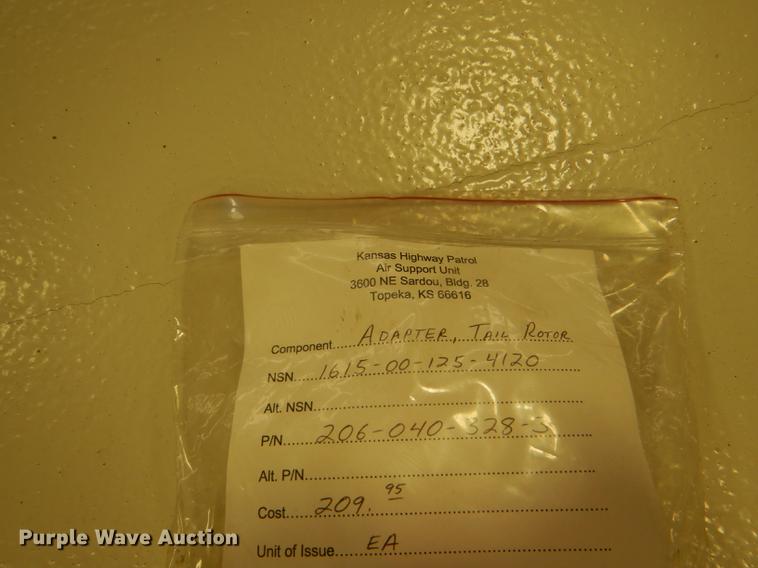 Kansas Highway Patrol
Air Support Unit
3600 NE Sardou, Bldg. 28
Topeka, KS 66616
Component....ADAPTER, TAIL ROTOR
NSN....1615-00-125-4120
Alt. NSN....
P/N....206-040-328-3
Alt. P/N....
Cost....209.95
Unit of Issue....EA
Purple Wave Auction